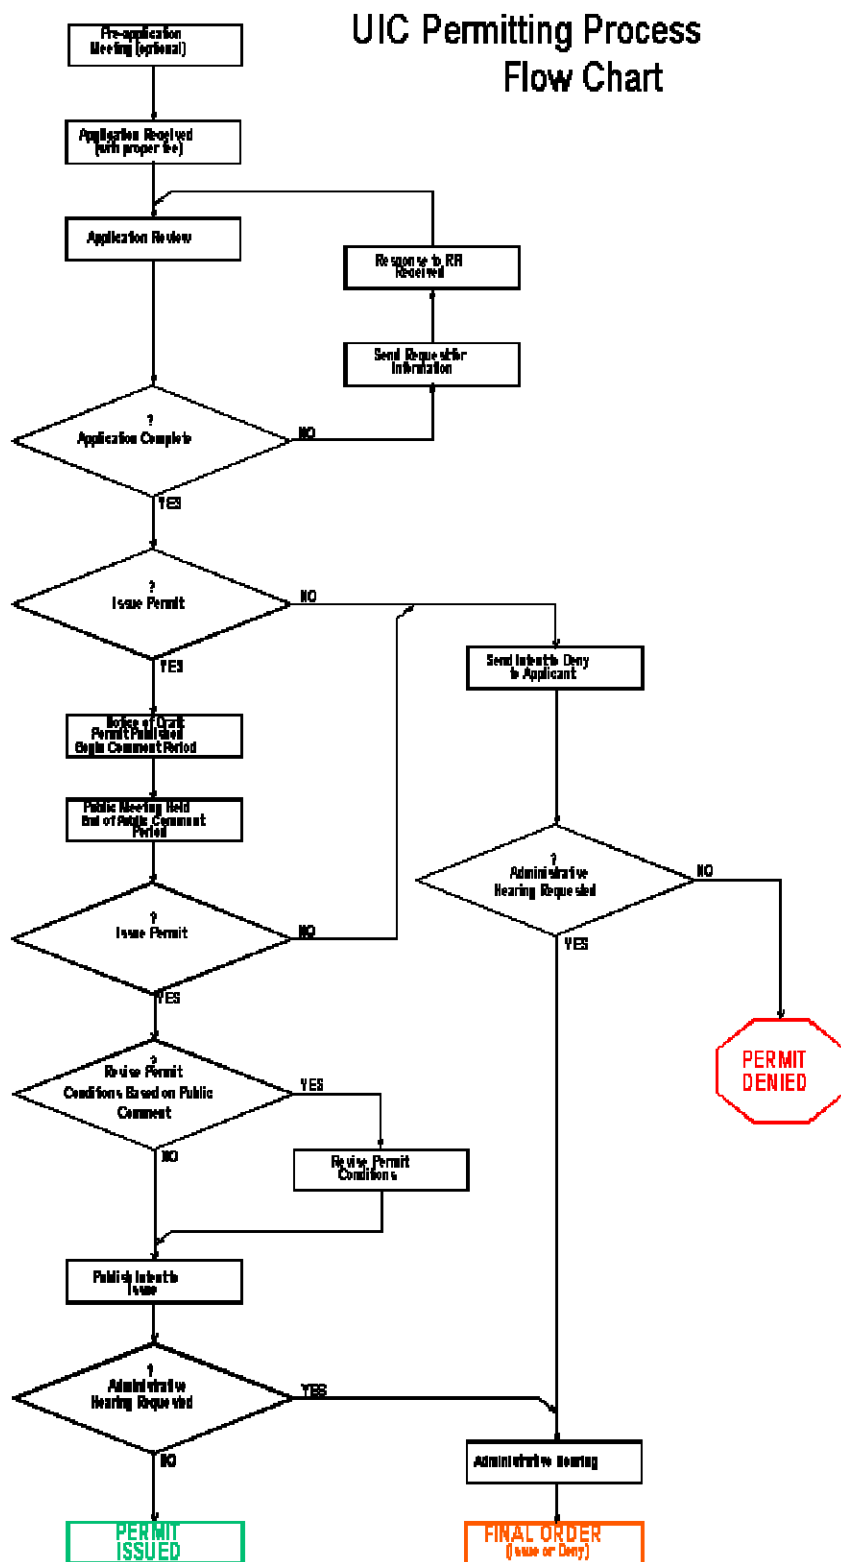 UIC Permitting Process
Flow Chart
Pre-application
Meeting (optional)
Application Received
(with proper fee)
Application Review
Response to RFI
Received
Send Request for
Information
?
Application Complete
NO
YES
?
Issue Permit
NO
YES
Send Intent to Deny
to Applicant
Notice of Draft
Permit Published
Begin Comment Period
Public Meeting Held
End of Public Comment
Period
?
Administrative
Hearing Requested
NO
YES
?
Issue Permit
NO
YES
PERMIT
DENIED
?
Revise Permit
Conditions Based on Public
Comment
YES
NO
Revise Permit
Conditions
Publish Intent to
Issue
?
Administrative
Hearing Requested
YES
NO
Administrative Hearing
PERMIT
ISSUED
FINAL ORDER
(Issue or Deny)